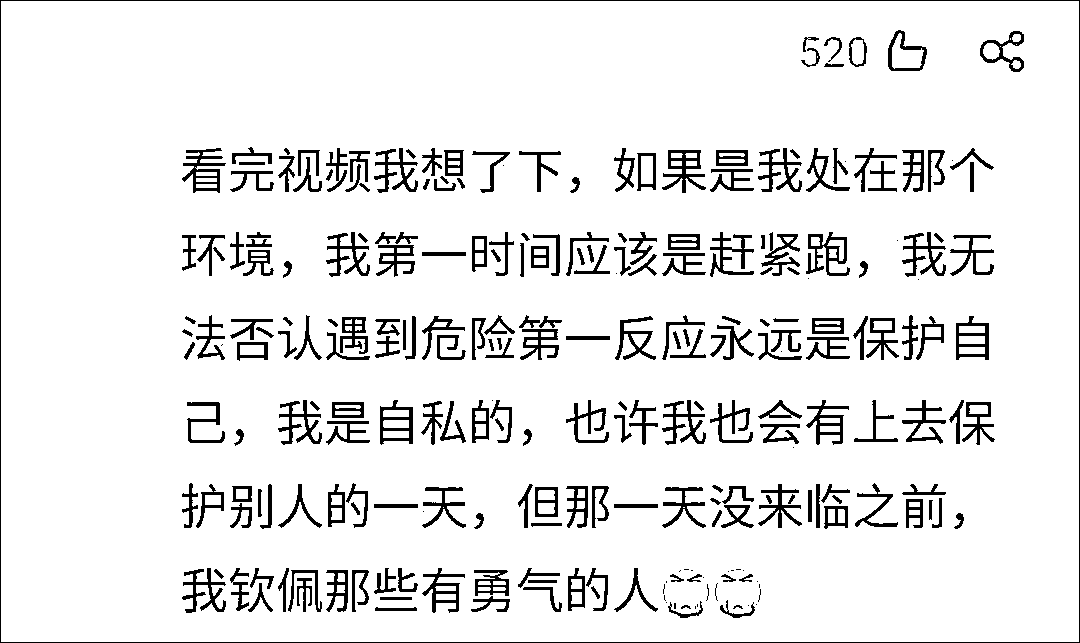 520
看完视频我想了下，如果是我处在那个
环境，我第一时间应该是赶紧跑，我无
法否认遇到危险第一反应永远是保护自
己，我是自私的，也许我也会有上去保
护别人的一天，但那一天没来临之前，
我钦佩那些有勇气的人